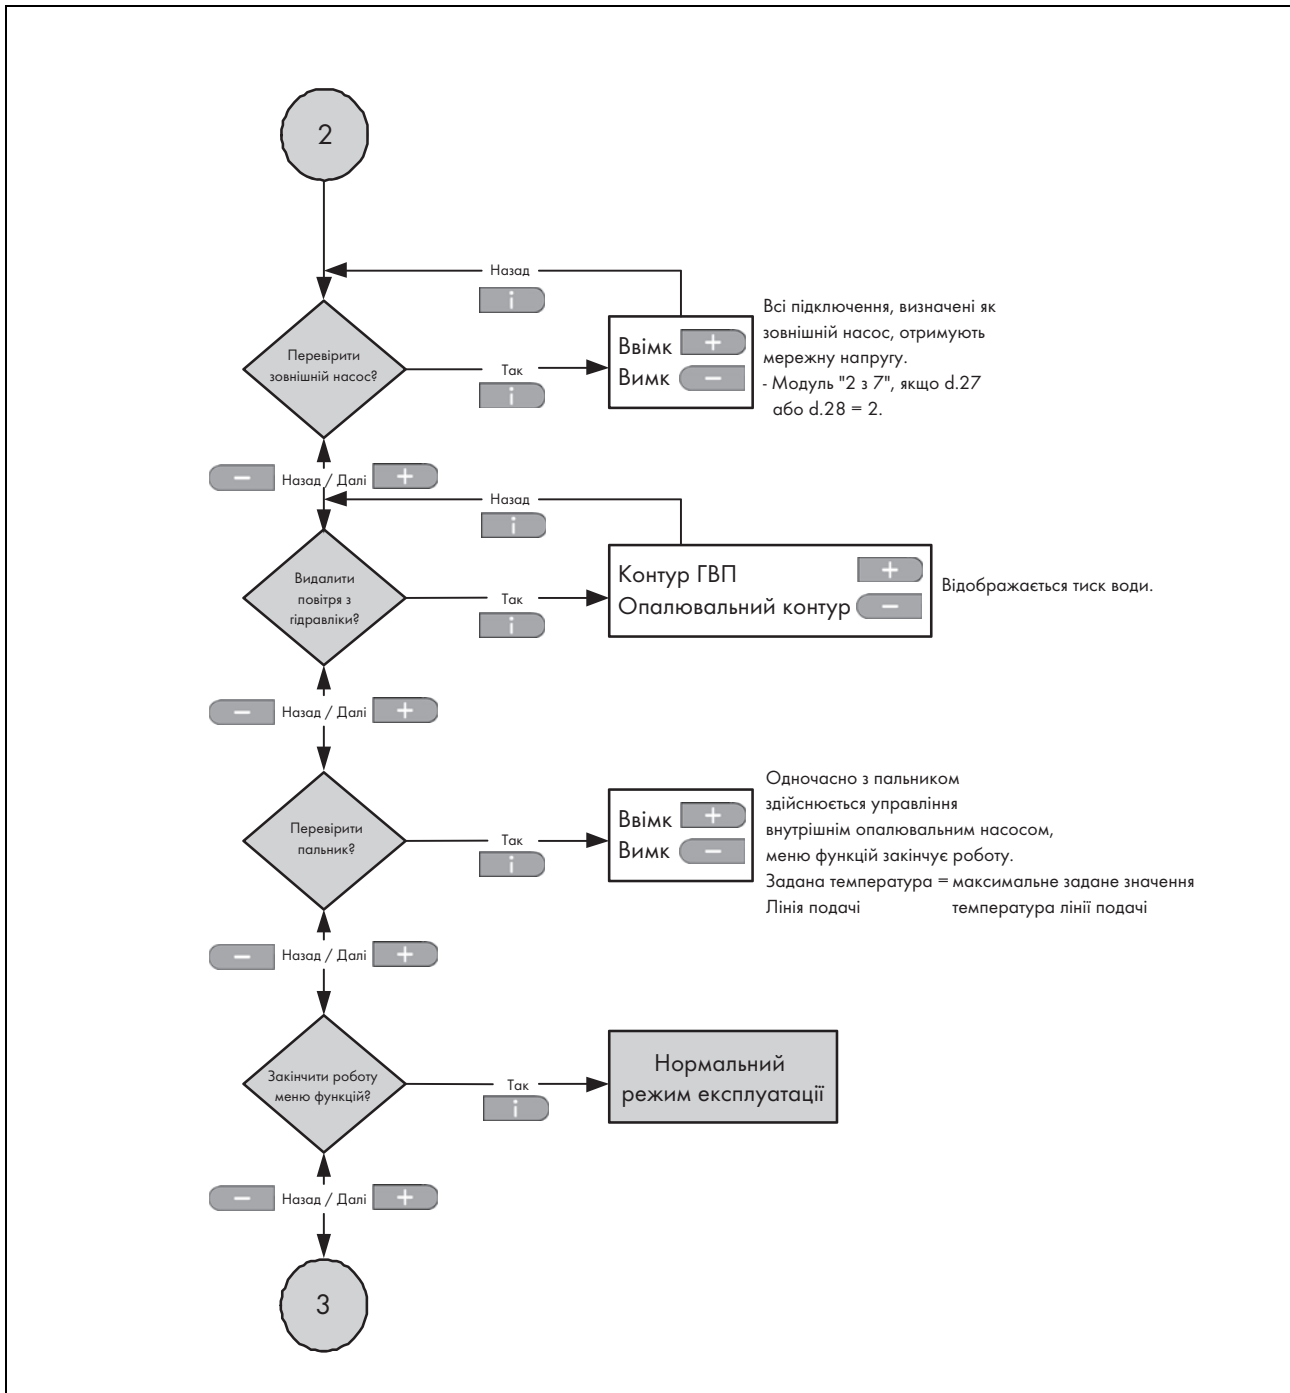 2
Назад
i
Ввімк +
Вимк −
Всі підключення, визначені як
зовнішній насос, отримують
мережну напругу.
- Модуль "2 з 7", якщо d.27
або d.28 = 2.
Перевірити
зовнішній насос?
Так
i
− Назад / Далі +
Назад
i
Контур ГВП +
Опалювальний контур −
Відображається тиск води.
Видалити
повітря з
гідравліки?
Так
i
− Назад / Далі +
Перевірити
пальник?
Так
i
Ввімк +
Вимк −
Одночасно з пальником
здійснюється управління
внутрішнім опалювальним насосом,
меню функцій закінчує роботу.
Задана температура = максимальне задане значення
Лінія подачі температура лінії подачі
− Назад / Далі +
Закінчити роботу
меню функцій?
Так
i
Нормальний
режим експлуатації
− Назад / Далі +
3